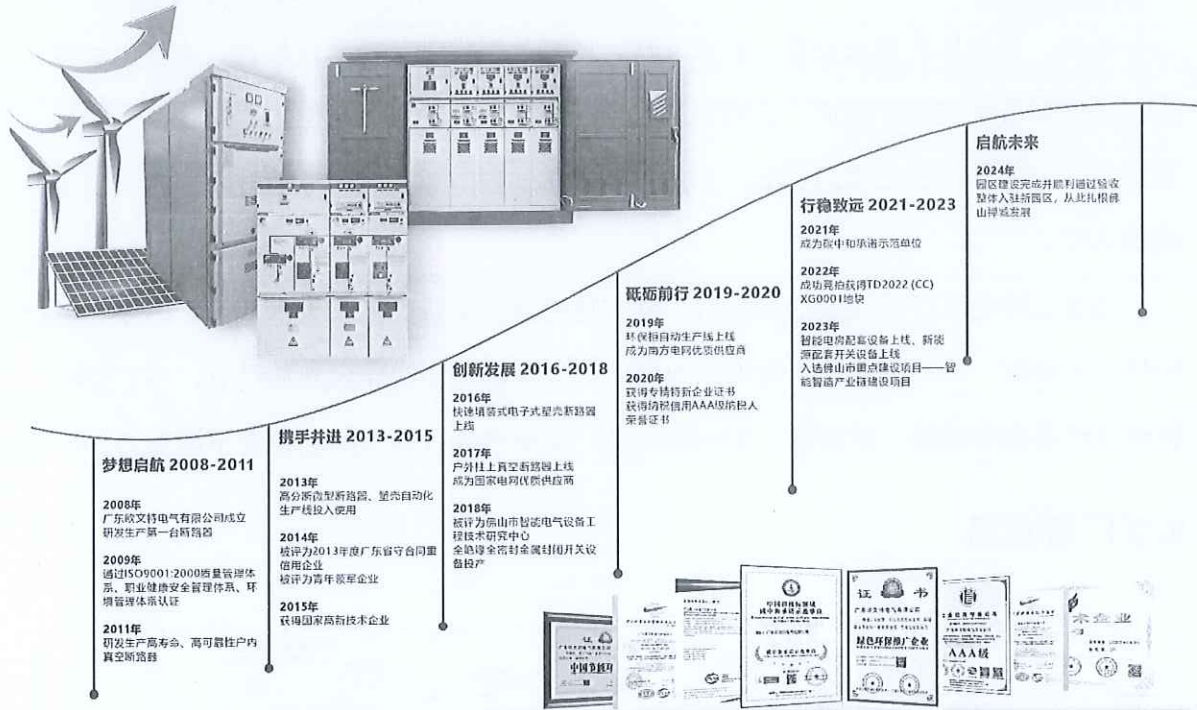 梦想启航 2008-2011
2008年
广东欧文特电气有限公司成立
研发生产第一台断路器
2009年
通过ISO9001:2000质量管理体
系、职业健康安全管理体系、环
境管理体系认证
2011年
研发生产高寿命、高可靠性户内
真空断路器
携手并进 2013-2015
2013年
高分断微型断路器、塑壳自动化
生产线投入使用
2014年
被评为2013年度广东省守合同重
信用企业
被评为青年领军企业
2015年
获得国家高新技术企业
创新发展 2016-2018
2016年
快速填装式电子式塑壳断路器
上线
2017年
户外柱上真空断路器上线
成为国家电网优质供应商
2018年
被评为佛山市智能电气设备工
程技术研究中心
全绝缘全密封金属封闭开关设
备投产
砥砺前行 2019-2020
2019年
环保柜自动生产线上线
成为南方电网优质供应商
2020年
获得专精特新企业证书
获得纳税信用AAA级纳税人
荣誉证书
行稳致远 2021-2023
2021年
成为碳中和承诺示范单位
2022年
成功竞拍获得TD2022 (CC)
XG0001地块
2023年
智能电房配套设备上线、新能
源配套开关设备上线
入选佛山市重点建设项目——智
能智造产业链建设项目
启航未来
2024年
园区建设完成并顺利通过验收
整体入驻新园区，从此扎根佛
山禅城发展
证书
绿色环保推广企业
AAA级